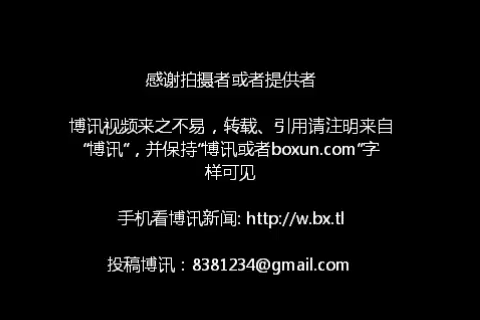 感谢拍摄者或者提供者
博讯视频来之不易，转载、引用请注明来自
“博讯”，并保持“博讯或者boxun.com”字
样可见
手机看博讯新闻: http://w.bx.tl
投稿博讯：8381234@gmail.com